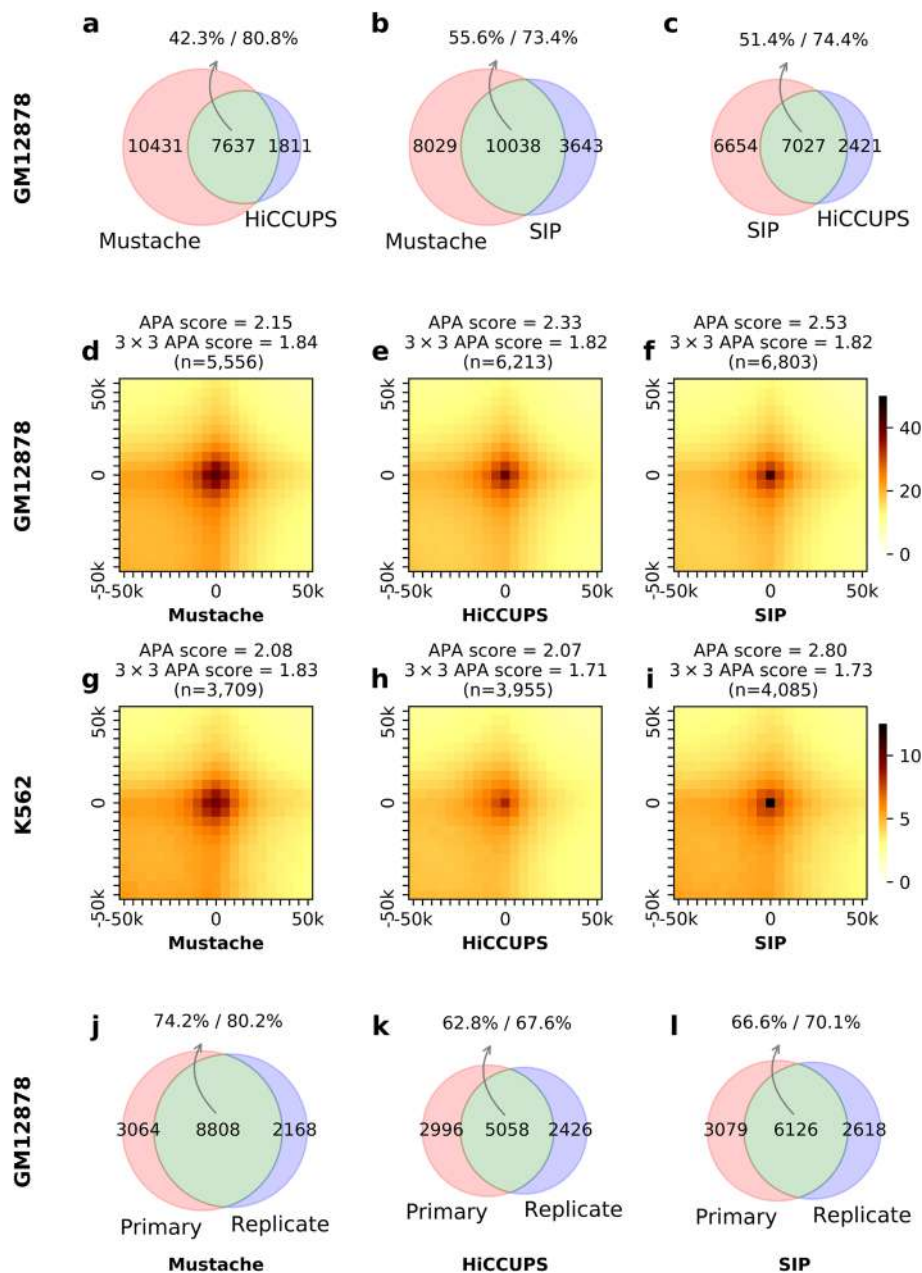 a
b
c
42.3% / 80.8%
55.6% / 73.4%
51.4% / 74.4%
GM12878
10431 7637 1811
8029 10038 3643
6654 7027 2421
HiCCUPS
SIP
HiCCUPS
Mustache
Mustache
SIP
d
APA score = 2.15
3 × 3 APA score = 1.84
(n=5,556)
e
APA score = 2.33
3 × 3 APA score = 1.82
(n=6,213)
f
APA score = 2.53
3 × 3 APA score = 1.82
(n=6,803)
GM12878
50k
0
-50k
-50k 0 50k
Mustache
50k
0
-50k
-50k 0 50k
HiCCUPS
50k
0
-50k
-50k 0 50k
SIP
40
20
0
g
APA score = 2.08
3 × 3 APA score = 1.83
(n=3,709)
h
APA score = 2.07
3 × 3 APA score = 1.71
(n=3,955)
i
APA score = 2.80
3 × 3 APA score = 1.73
(n=4,085)
K562
50k
0
-50k
-50k 0 50k
Mustache
50k
0
-50k
-50k 0 50k
HiCCUPS
50k
0
-50k
-50k 0 50k
SIP
10
5
0
j
k
l
74.2% / 80.2%
62.8% / 67.6%
66.6% / 70.1%
GM12878
3064 8808 2168
2996 5058 2426
3079 6126 2618
Primary Replicate
Primary Replicate
Primary Replicate
Mustache
HiCCUPS
SIP